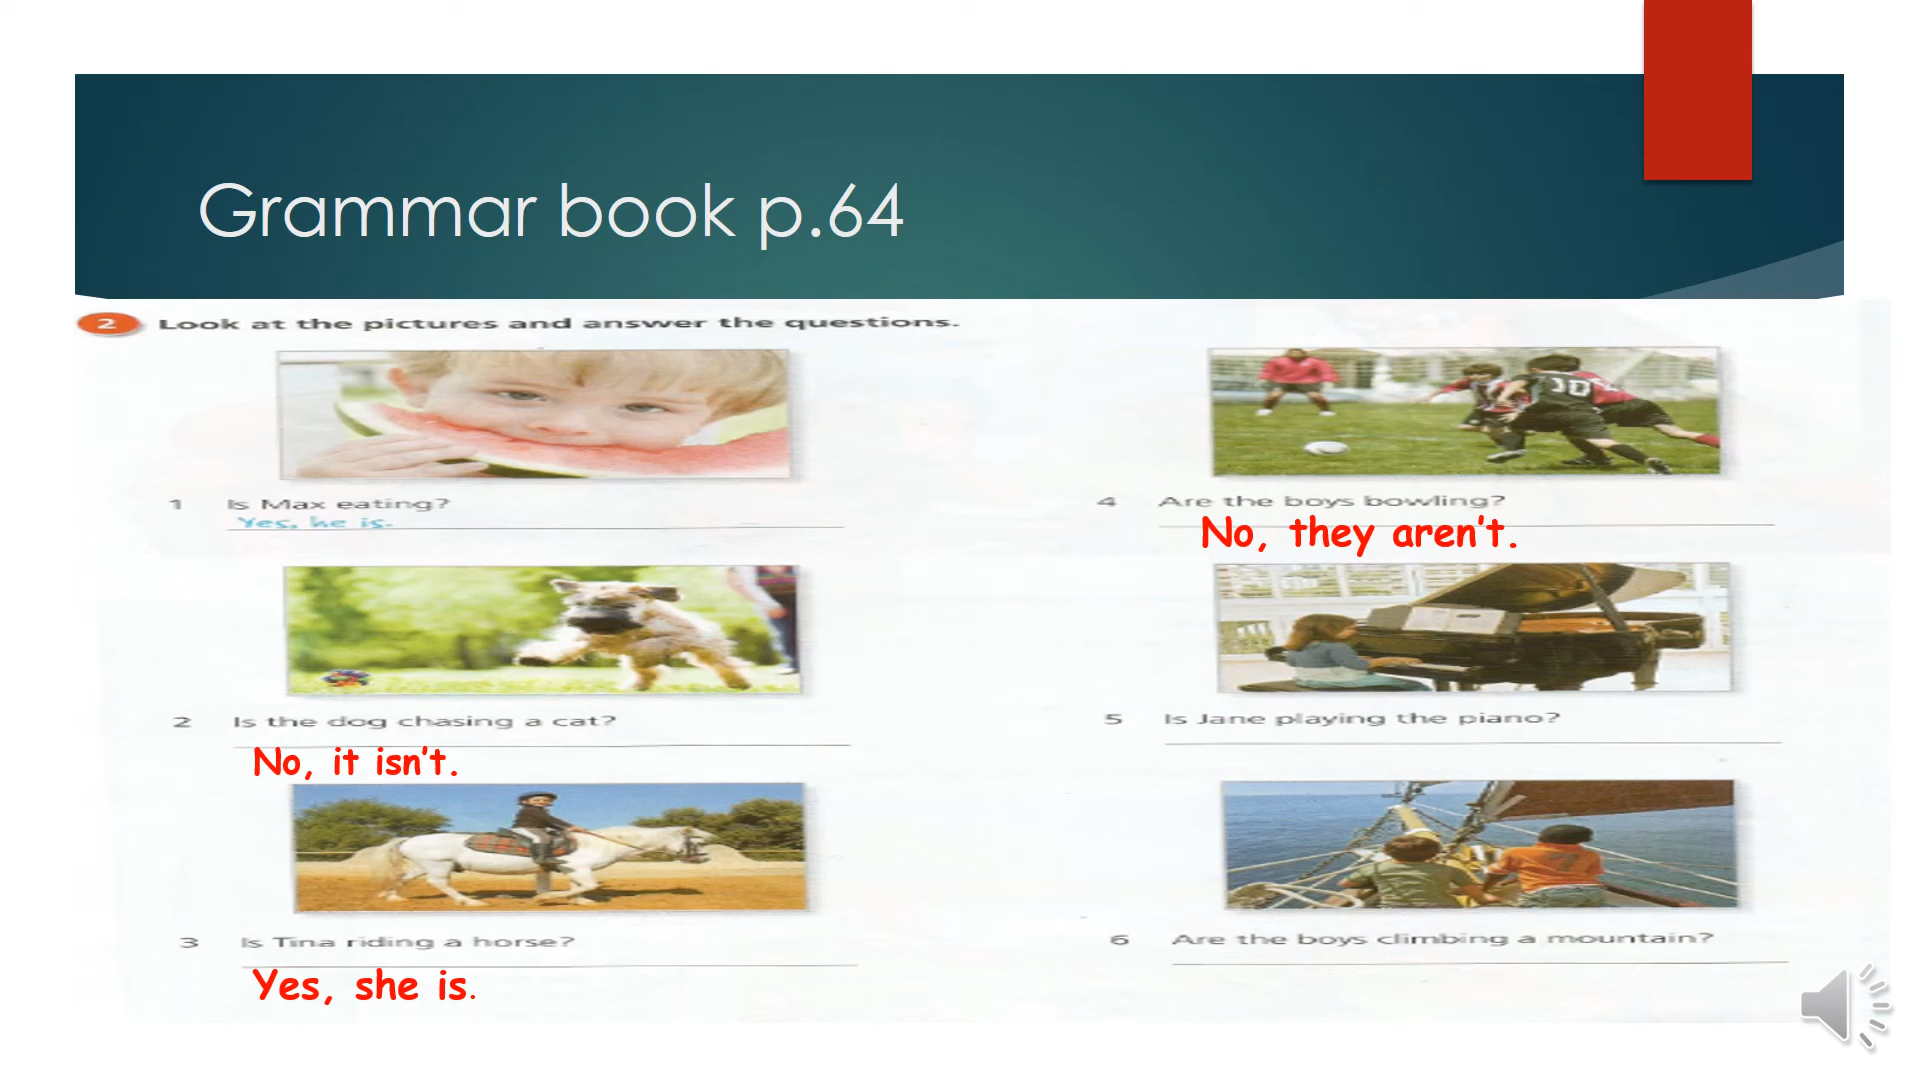 Grammar book p.64
2 Look at the pictures and answer the questions.
1 Is Max eating?
Yes, he is.
2 Is the dog chasing a cat?
No, it isn't.
3 Is Tina riding a horse?
Yes, she is.
10
4 Are the boys bowling?
No, they aren't.
5 Is Jane playing the piano?
7
6 Are the boys climbing a mountain?